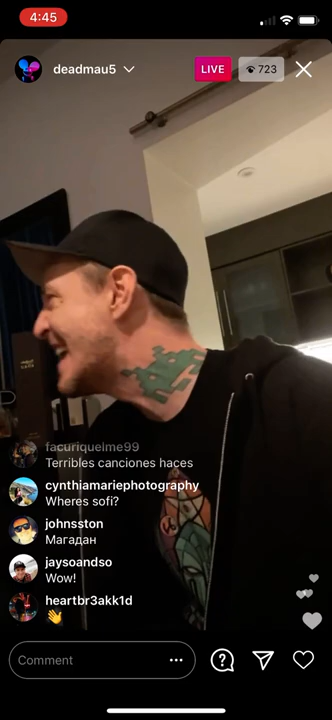 4:45
deadmau5
LIVE
723
facuriquelme99
Terribles canciones haces
cynthiamariephotography
Wheres sofi?
johnsston
Магадан
jaysoandso
Wow!
heartbr3akk1d
👋
Comment